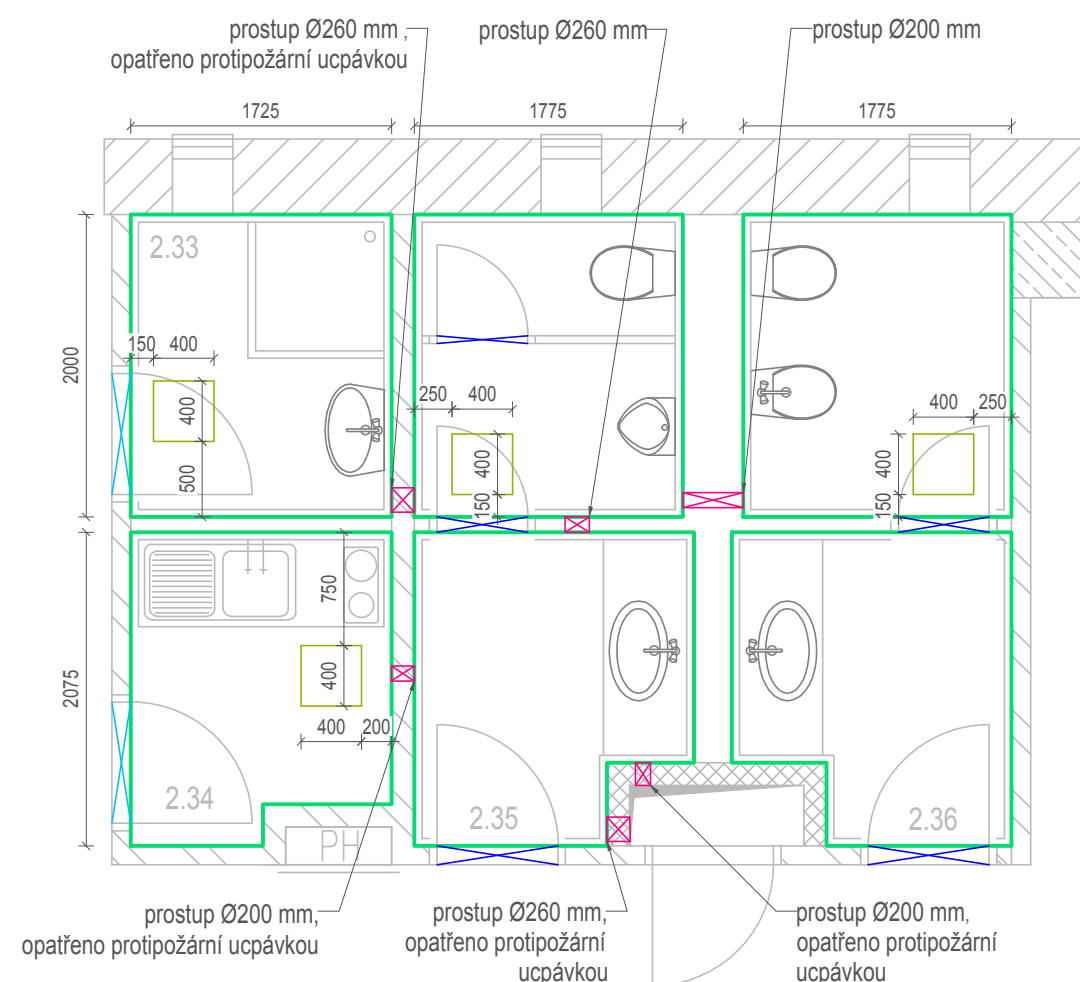 prostup Ø260 mm ,
opatřeno protipožární ucpávkou
prostup Ø260 mm
prostup Ø200 mm
1725
1775
1775
2.33
2000
150
400
400
500
250
400
400
150
400
250
400
150
750
400
400
200
2075
2.34
2.35
2.36
PH
prostup Ø200 mm,
opatřeno protipožární ucpávkou
prostup Ø260 mm,
opatřeno protipožární
ucpávkou
prostup Ø200 mm,
opatřeno protipožární
ucpávkou